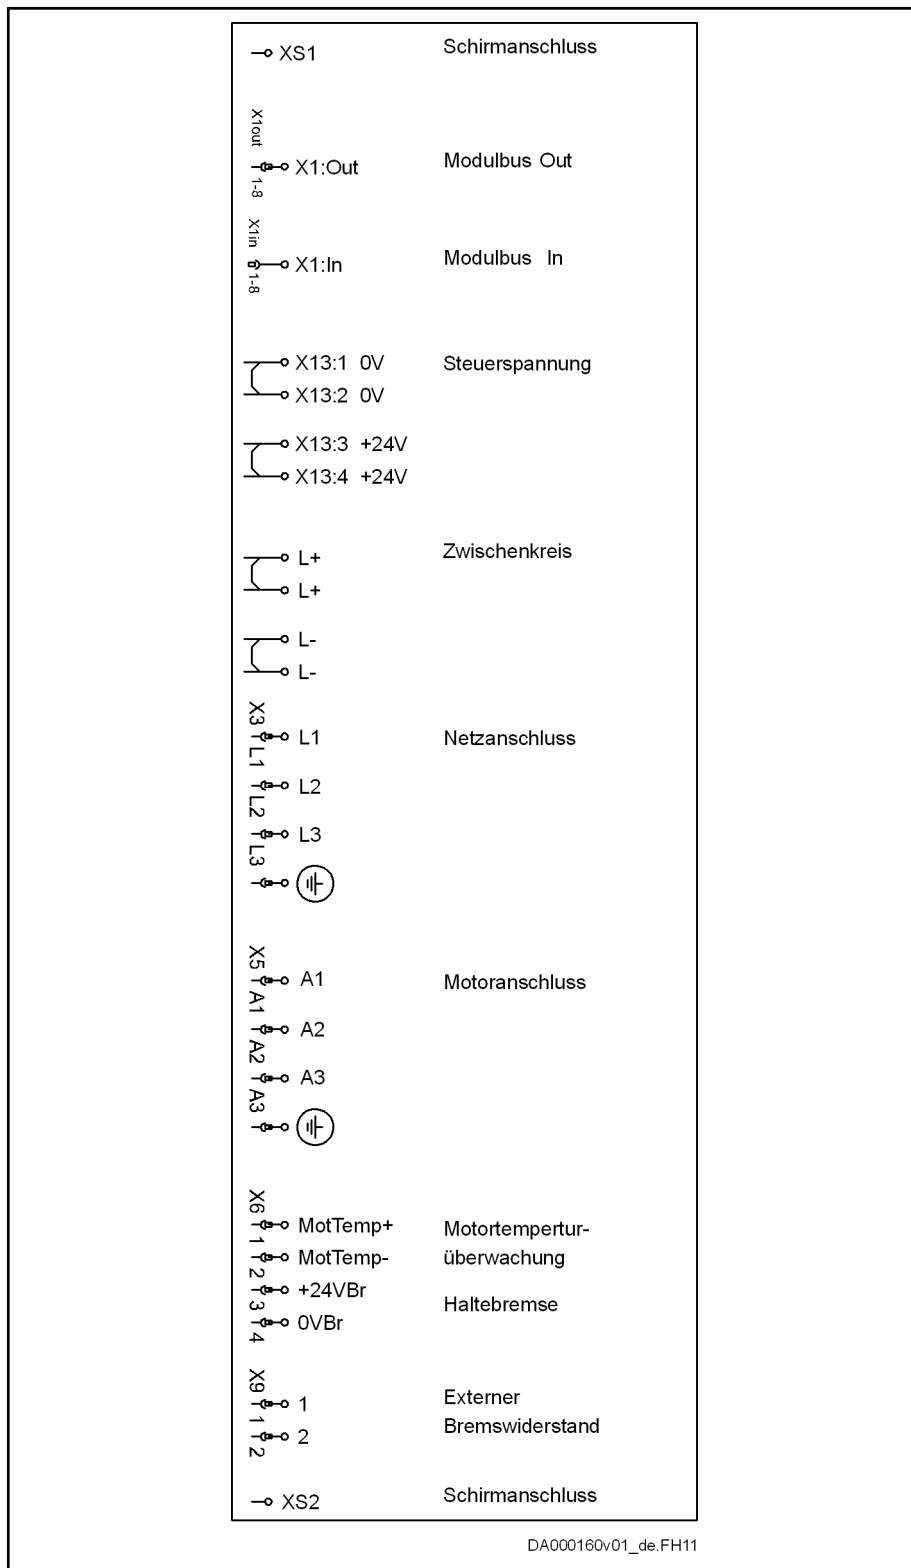 XS1 Schirmanschluss
X1out
1-8
X1:Out Modulbus Out
X1in
1-8
X1:In Modulbus In
X13:1 0V Steuerspannung
X13:2 0V
X13:3 +24V
X13:4 +24V
L+ Zwischenkreis
L+
L-
L-
X3
L1 L1 Netzanschluss
L2 L2
L3 L3
X5
A1 A1 Motoranschluss
A2 A2
A3 A3
X6
1 MotTemp+ Motortempertur-
2 MotTemp- überwachung
3 +24VBr Haltebremse
4 0VBr
X9
1 1 Externer
2 2 Bremswiderstand
XS2 Schirmanschluss
DA000160v01_de.FH11